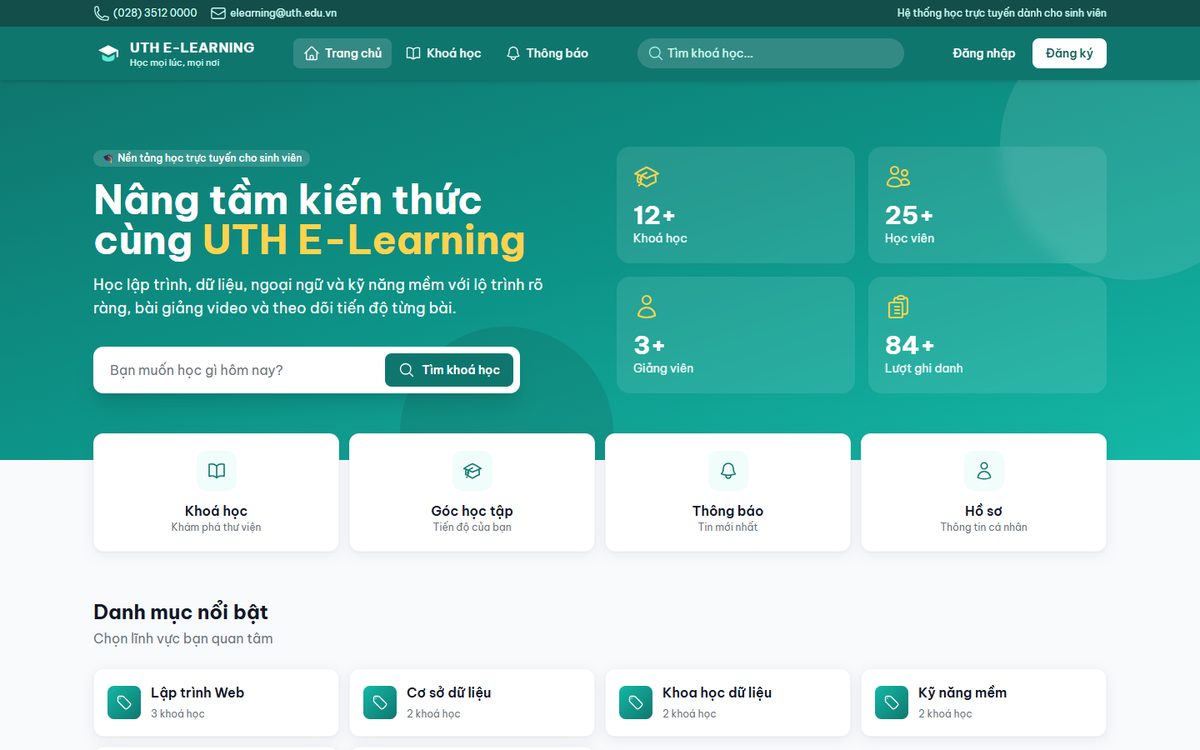 (028) 3512 0000
elearning@uth.edu.vn
Hệ thống học trực tuyến dành cho sinh viên
UTH E-LEARNING
Học mọi lúc, mọi nơi
Trang chủ
Khoá học
Thông báo
Tìm khoá học...
Đăng nhập
Đăng ký
Nền tảng học trực tuyến cho sinh viên
Nâng tầm kiến thức
cùng UTH E-Learning
Học lập trình, dữ liệu, ngoại ngữ và kỹ năng mềm với lộ trình rõ
ràng, bài giảng video và theo dõi tiến độ từng bài.
Bạn muốn học gì hôm nay?
Tìm khoá học
12+
Khoá học
25+
Học viên
3+
Giảng viên
84+
Lượt ghi danh
Khoá học
Khám phá thư viện
Góc học tập
Tiến độ của bạn
Thông báo
Tin mới nhất
Hồ sơ
Thông tin cá nhân
Danh mục nổi bật
Chọn lĩnh vực bạn quan tâm
Lập trình Web
3 khoá học
Cơ sở dữ liệu
2 khoá học
Khoa học dữ liệu
2 khoá học
Kỹ năng mềm
2 khoá học